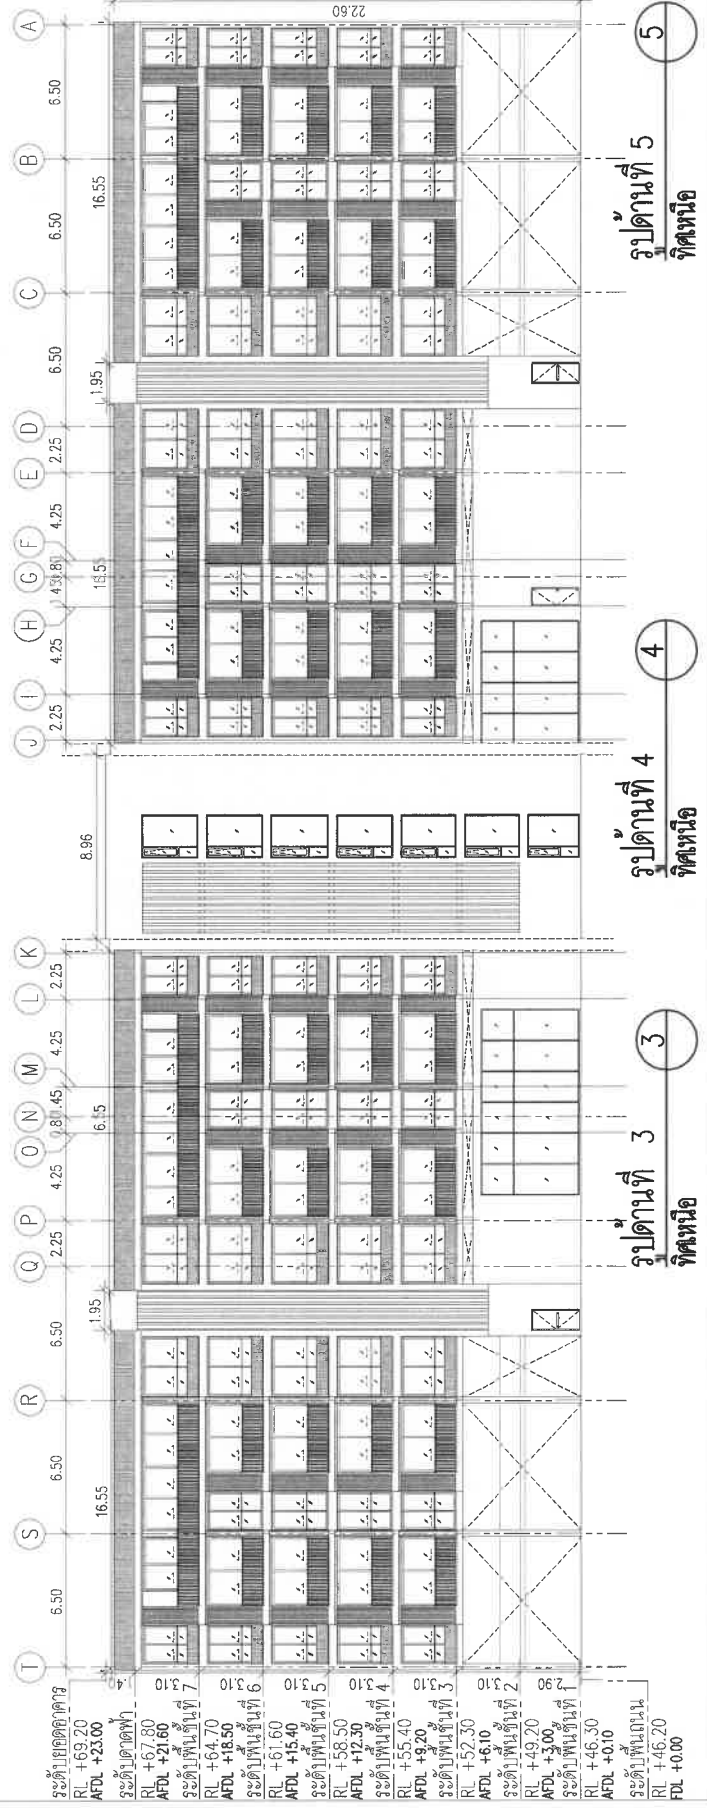 T
S
R
Q
P
O
N
M
L
K
J
I
H
G
F
E
D
C
B
A
6.50
6.50
6.50
2.25
4.25
0.80
1.45
4.25
2.25
8.96
2.25
4.25
0.80
4.25
2.25
6.50
6.50
6.50
16.55
1.95
1.95
16.55
22.60
ระดับยอดอาคาร
RL +69.20
AFDL +23.00
ระดับดาดฟ้า
RL +67.80
AFDL +21.60
ระดับพื้นชั้นที่ 7
RL +64.70
AFDL +18.50
ระดับพื้นชั้นที่ 6
RL +61.60
AFDL +15.40
ระดับพื้นชั้นที่ 5
RL +58.50
AFDL +12.30
ระดับพื้นชั้นที่ 4
RL +55.40
AFDL +9.20
ระดับพื้นชั้นที่ 3
RL +52.30
AFDL +6.10
ระดับพื้นชั้นที่ 2
RL +49.20
AFDL +3.00
ระดับพื้นชั้นที่ 1
RL +46.30
AFDL +0.10
ระดับพื้นถนน
RL +46.20
FDL +0.00
3.10
3.10
3.10
3.10
3.10
3.10
2.90
รูปด้านที่ 3
ทิศเหนือ
3
รูปด้านที่ 4
ทิศเหนือ
4
รูปด้านที่ 5
ทิศเหนือ
5